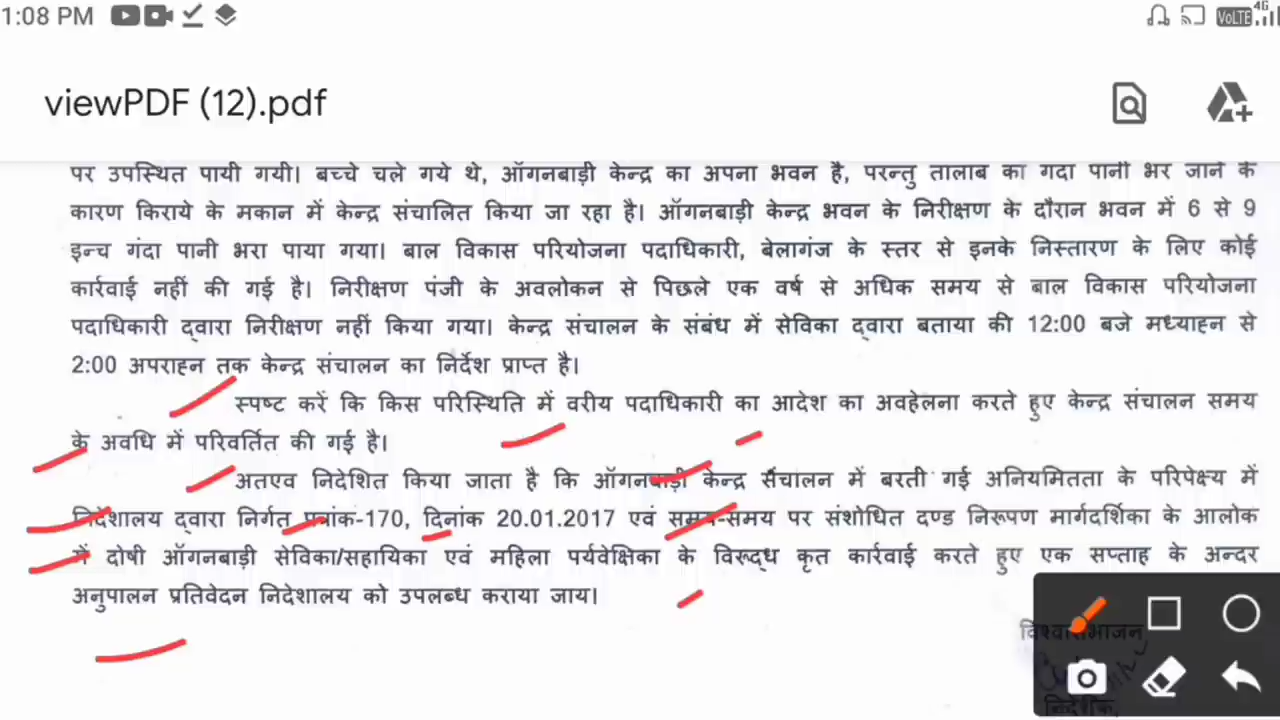 1:08 PM
VoLTE 4G
viewPDF (12).pdf
पर उपस्थित पायी गयी। बच्चे चले गये थे, ऑगनबाड़ी केन्द्र का अपना भवन है, परन्तु तालाब का गदा पानी भर जाने के
कारण किराये के मकान में केन्द्र संचालित किया जा रहा है। ऑगनबाड़ी केन्द्र भवन के निरीक्षण के दौरान भवन में 6 से 9
इन्च गंदा पानी भरा पाया गया। बाल विकास परियोजना पदाधिकारी, बेलागंज के स्तर से इनके निस्तारण के लिए कोई
कार्रवाई नहीं की गई है। निरीक्षण पंजी के अवलोकन से पिछले एक वर्ष से अधिक समय से बाल विकास परियोजना
पदाधिकारी द्वारा निरीक्षण नहीं किया गया। केन्द्र संचालन के संबंध में सेविका द्वारा बताया की 12:00 बजे मध्याहन से
2:00 अपराहन तक केन्द्र संचालन का निर्देश प्राप्त है।
स्पष्ट करें कि किस परिस्थिति में वरीय पदाधिकारी का आदेश का अवहेलना करते हुए केन्द्र संचालन समय
के अवधि में परिवर्तित की गई है।
अतएव निदेशित किया जाता है कि ऑगनबाड़ी केन्द्र संचालन में बरती गई अनियमितता के परिपेक्ष्य में
निदेशालय द्वारा निर्गत पत्रांक-170, दिनांक 20.01.2017 एवं समय-समय पर संशोधित दण्ड निरूपण मार्गदर्शिका के आलोक
में दोषी ऑगनबाड़ी सेविका/सहायिका एवं महिला पर्यवेक्षिका के विरूद्ध कृत कार्रवाई करते हुए एक सप्ताह के अन्दर
अनुपालन प्रतिवेदन निदेशालय को उपलब्ध कराया जाय।
विश्वासभाजन
निदेशक,